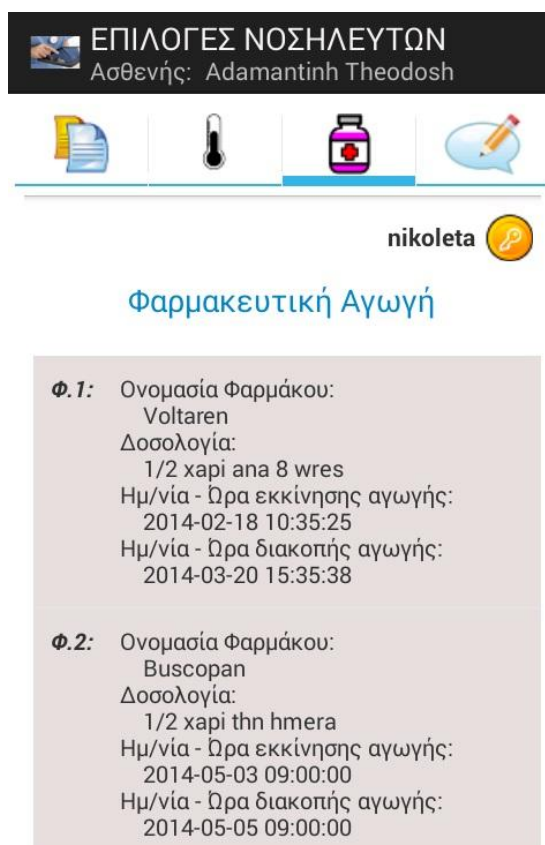 ΕΠΙΛΟΓΕΣ ΝΟΣΗΛΕΥΤΩΝ
Ασθενής: Adamantinh Theodosh
nikoleta
Φαρμακευτική Αγωγή
Φ.1: Ονομασία Φαρμάκου:
Voltaren
Δοσολογία:
1/2 xapi ana 8 wres
Ημ/νία - Ώρα εκκίνησης αγωγής:
2014-02-18 10:35:25
Ημ/νία - Ώρα διακοπής αγωγής:
2014-03-20 15:35:38
Φ.2: Ονομασία Φαρμάκου:
Buscopan
Δοσολογία:
1/2 xapi thn hmera
Ημ/νία - Ώρα εκκίνησης αγωγής:
2014-05-03 09:00:00
Ημ/νία - Ώρα διακοπής αγωγής:
2014-05-05 09:00:00